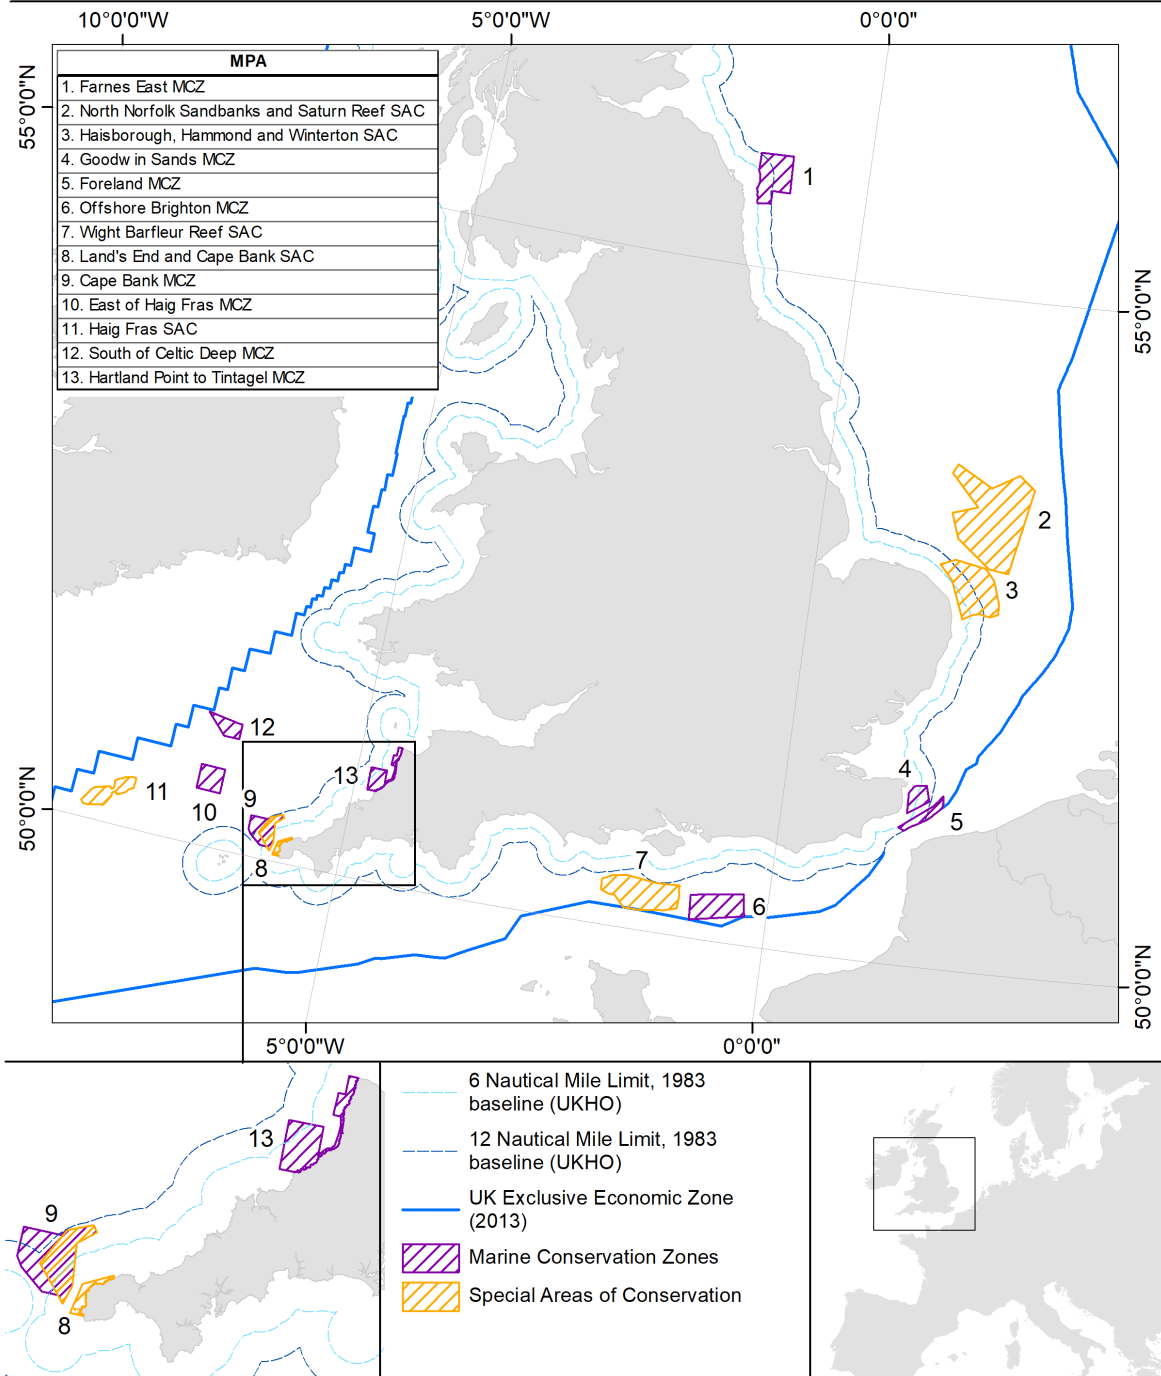 10°0'0"W
5°0'0"W
0°0'0"
55°0'0"N
MPA
1. Farnes East MCZ
2. North Norfolk Sandbanks and Saturn Reef SAC
3. Haisborough, Hammond and Winterton SAC
4. Goodwin Sands MCZ
5. Foreland MCZ
6. Offshore Brighton MCZ
7. Wight Barfleur Reef SAC
8. Land's End and Cape Bank SAC
9. Cape Bank MCZ
10. East of Haig Fras MCZ
11. Haig Fras SAC
12. South of Celtic Deep MCZ
13. Hartland Point to Tintagel MCZ
1
55°0'0"N
2
3
12
13
4
11
10
9
5
50°0'0"N
8
7
6
50°0'0"N
5°0'0"W
0°0'0"
13
9
8
6 Nautical Mile Limit, 1983
baseline (UKHO)
12 Nautical Mile Limit, 1983
baseline (UKHO)
UK Exclusive Economic Zone
(2013)
Marine Conservation Zones
Special Areas of Conservation